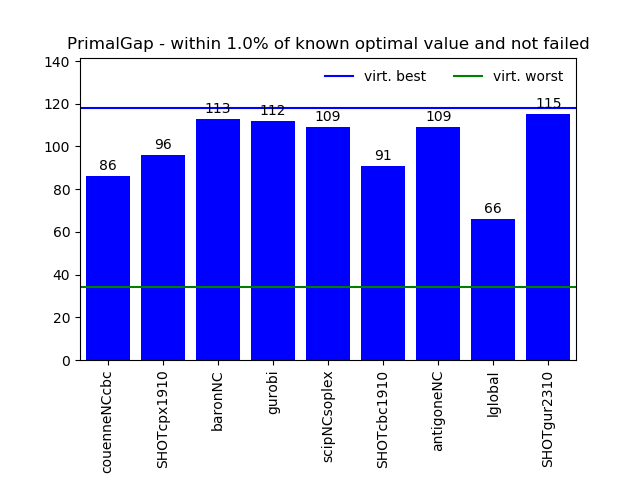 PrimalGap - within 1.0% of known optimal value and not failed
140
120
100
80
60
40
20
0
virt. best
virt. worst
86
96
113
112
109
91
109
66
115
couenneNCcbc
SHOTcpx1910
baronNC
gurobi
scipNCsoplex
SHOTcbc1910
antigoneNC
lglobal
SHOTgur2310